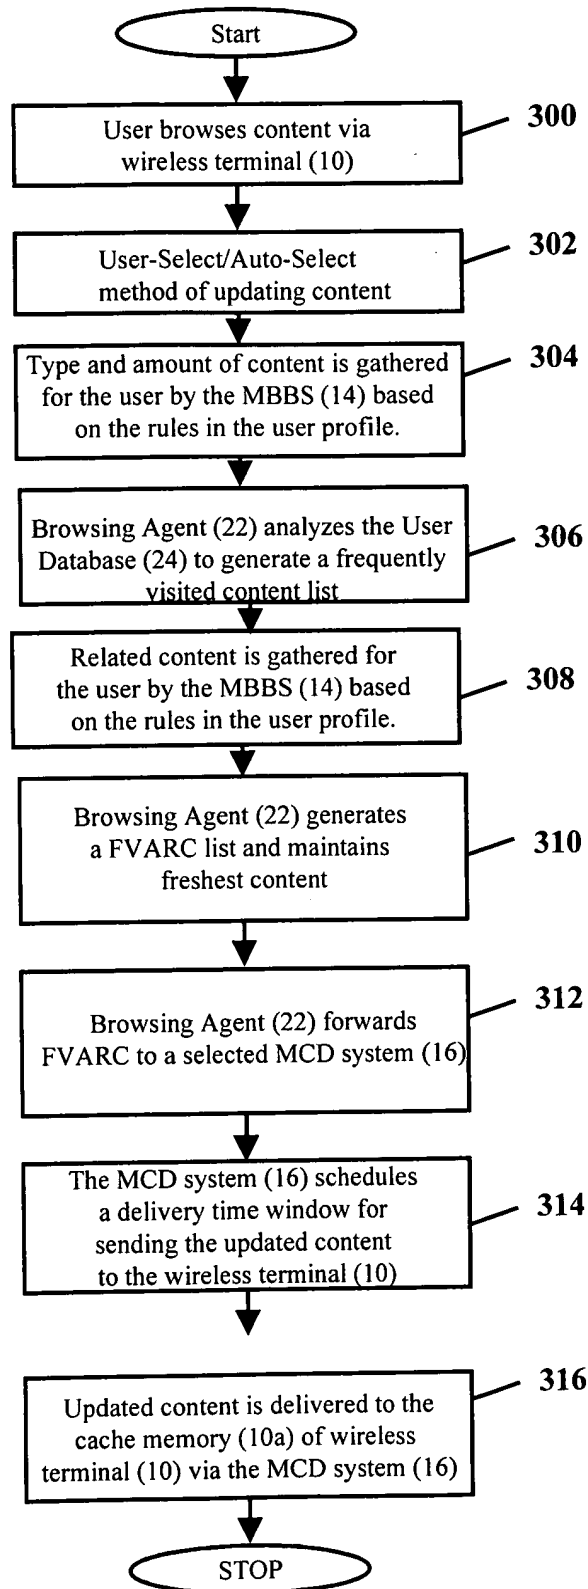 Start
User browses content via
wireless terminal (10)
300
User-Select/Auto-Select
method of updating content
302
Type and amount of content is gathered
for the user by the MBBS (14) based
on the rules in the user profile.
304
Browsing Agent (22) analyzes the User
Database (24) to generate a frequently
visited content list
306
Related content is gathered for
the user by the MBBS (14) based
on the rules in the user profile.
308
Browsing Agent (22) generates
a FVARC list and maintains
freshest content
310
Browsing Agent (22) forwards
FVARC to a selected MCD system (16)
312
The MCD system (16) schedules
a delivery time window for
sending the updated content
to the wireless terminal (10)
314
Updated content is delivered to the
cache memory (10a) of wireless
terminal (10) via the MCD system (16)
316
STOP